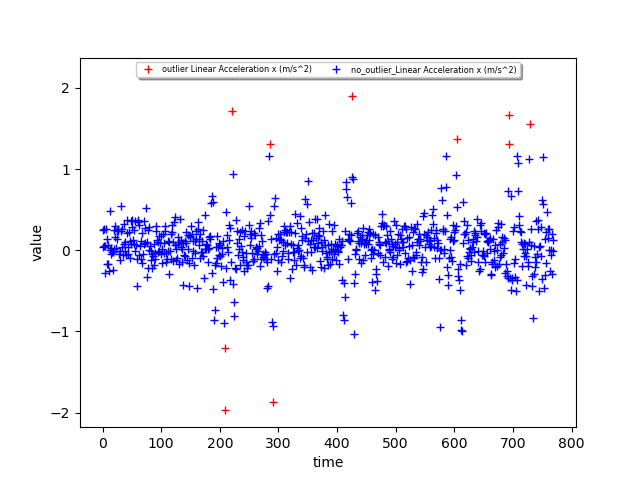 outlier Linear Acceleration x (m/s^2)
no_outlier_Linear Acceleration x (m/s^2)
2
1
0
−1
−2
value
0 100 200 300 400 500 600 700 800
time